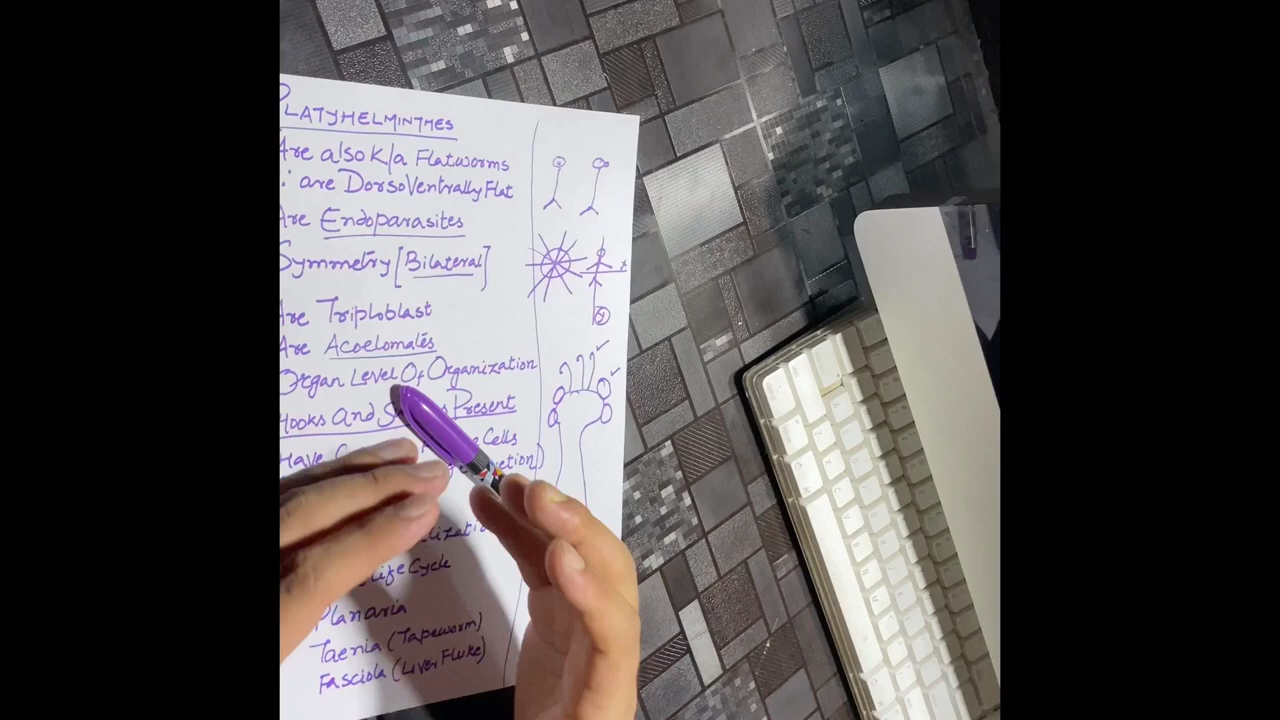 PLATYHELMINTHES
Are also K/a Flatworms
∵ are DorsoVentrally Flat
Are Endoparasites
Symmetry [Bilateral]
Are Triploblast
Are Acoelomates
Organ Level Of Organization
Hooks And Present
Have Cells
Life Cycle
Planaria
Taenia (Tapeworm)
Fasciola (Liver Fluke)
x
y